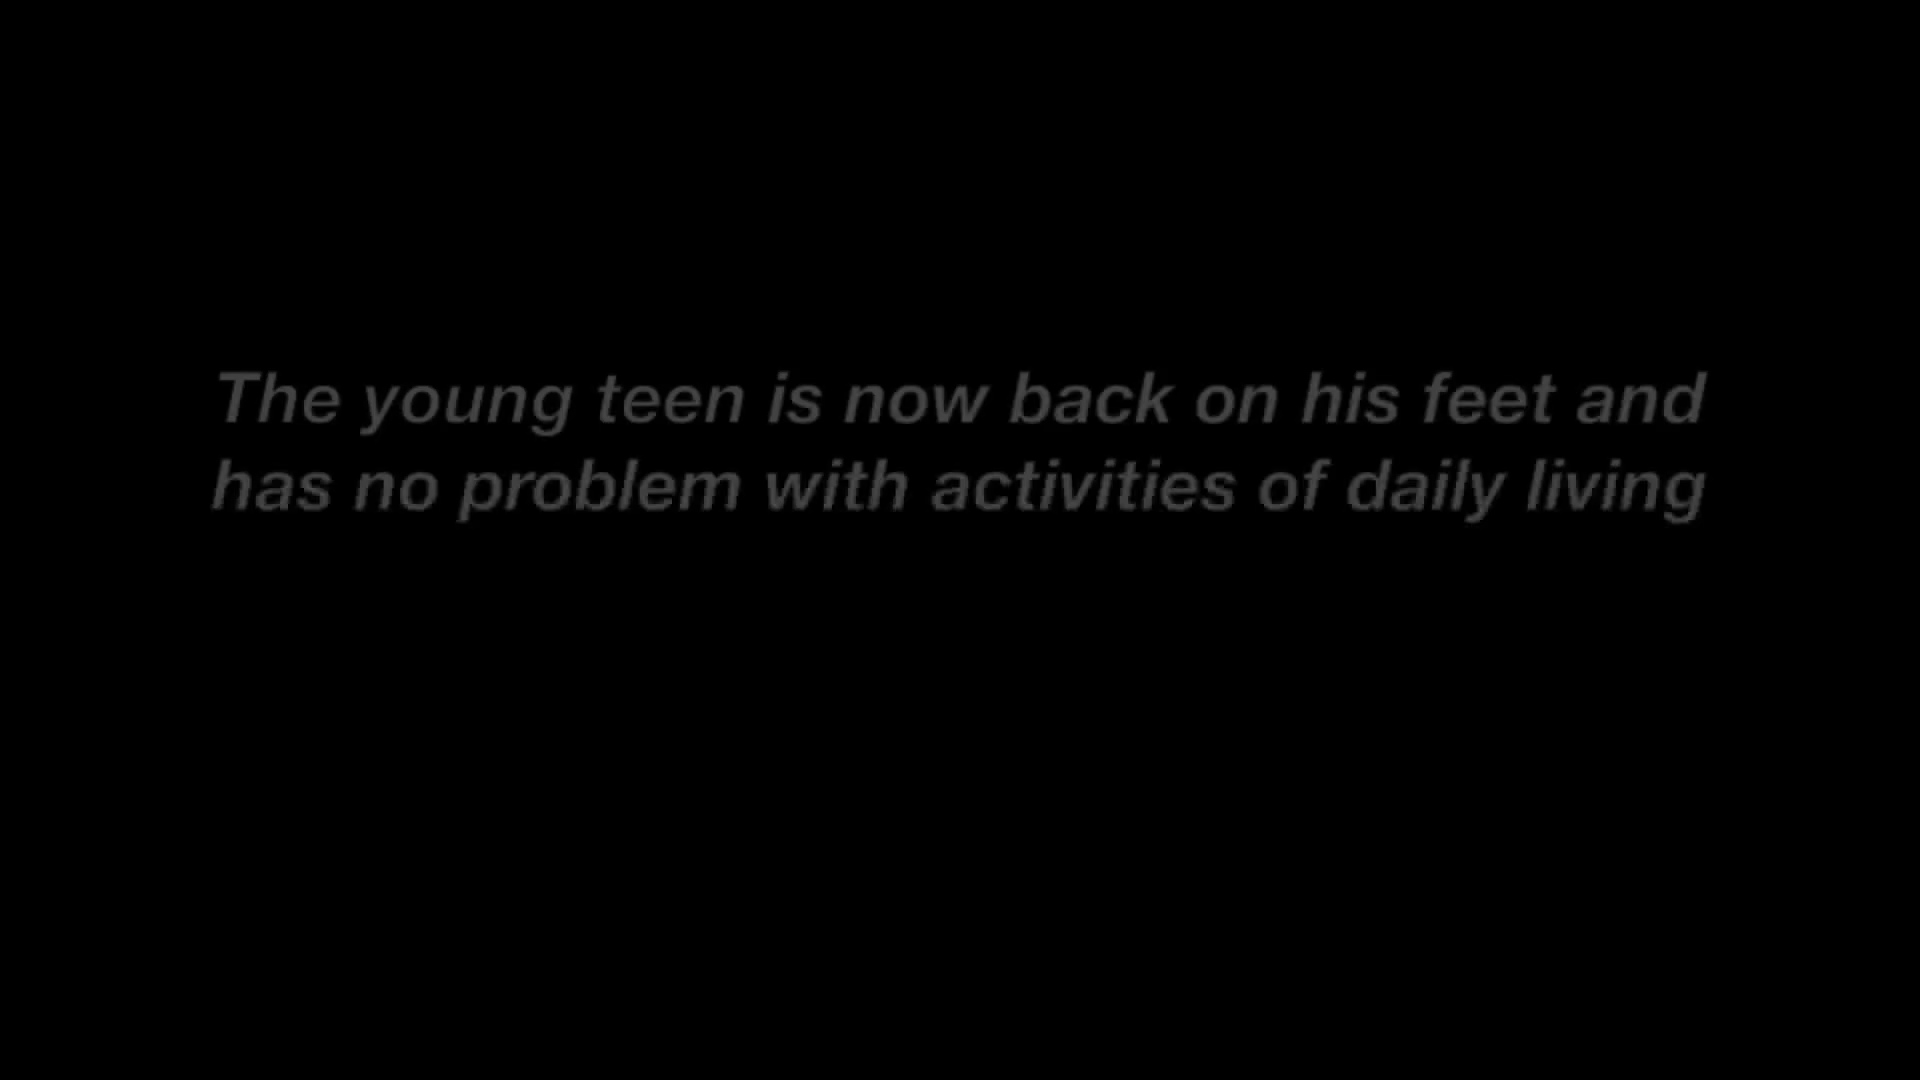 The young teen is now back on his feet and
has no problem with activities of daily living